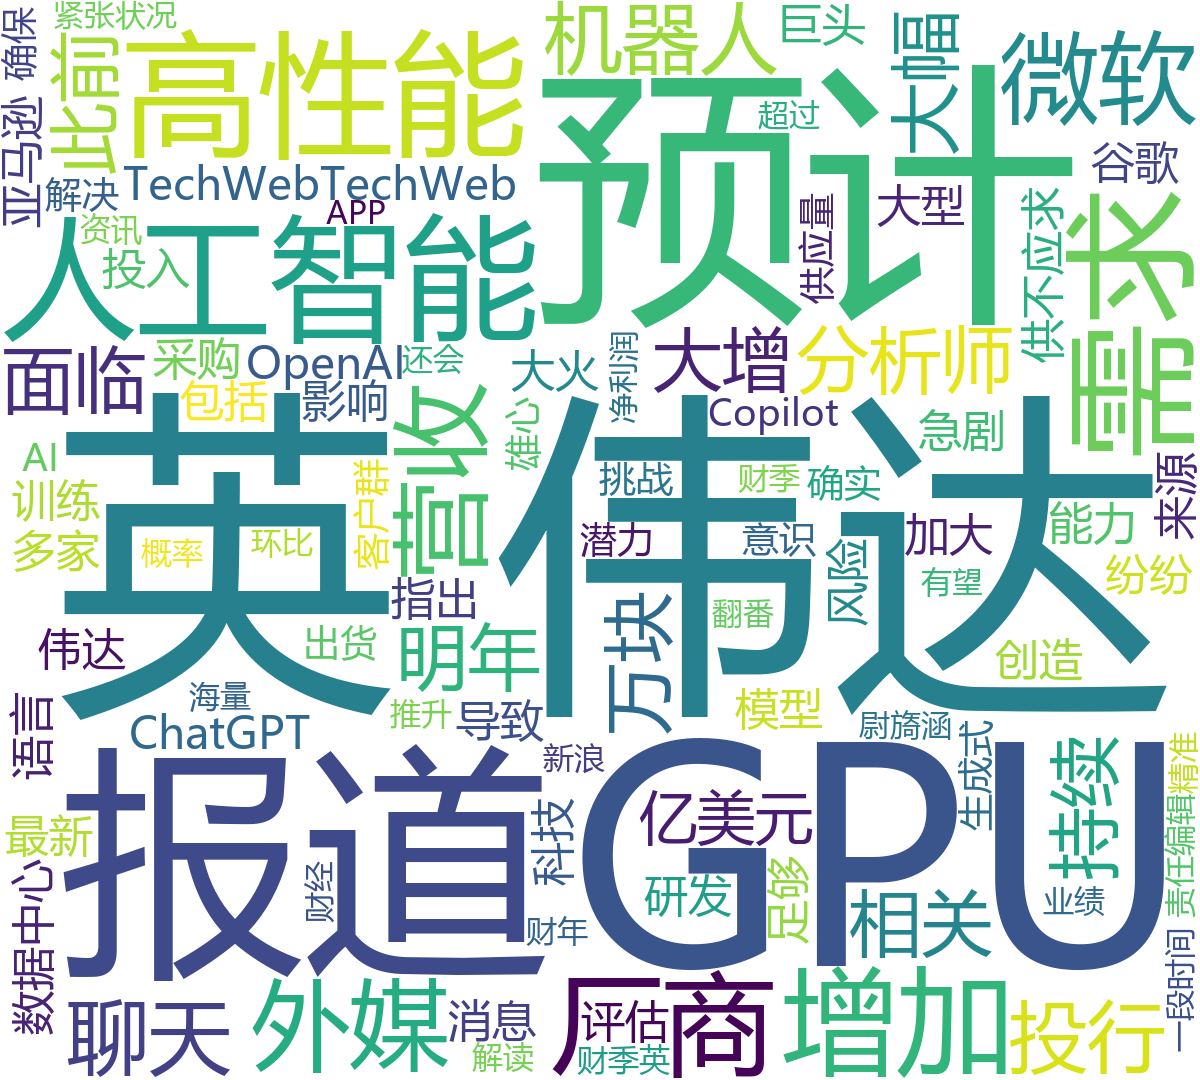 紧张状况
确保
此前
高性能
机器人
巨头
大幅
微软
预计
超过
亚马逊
解决
TechWebTechWeb
APP
谷歌
大型
供应量
供不应求
需求
资讯
投入
人工智能
面临
采购
OpenAI
还会
包括
影响
大火
净利润
大增
分析师
Copilot
急剧
雄心
营收
英伟达
AI
训练
多家
概率
环比
客户群
挑战
财季
确实
潜力
意识
加大
能力
来源
风险
有望
纷纷
指出
万块
翻番
伟达
出货
明年
创造
海量
推升
导致
模型
尉旖涵
语言
ChatGPT
新浪
生成式
精准
责任编辑
持续
报道
GPU
最新
科技
亿美元
财经
研发
足够
业绩
数据中心
财年
相关
一段时间
聊天
外媒
消息
解读
厂商
评估
财季英
增加
投行